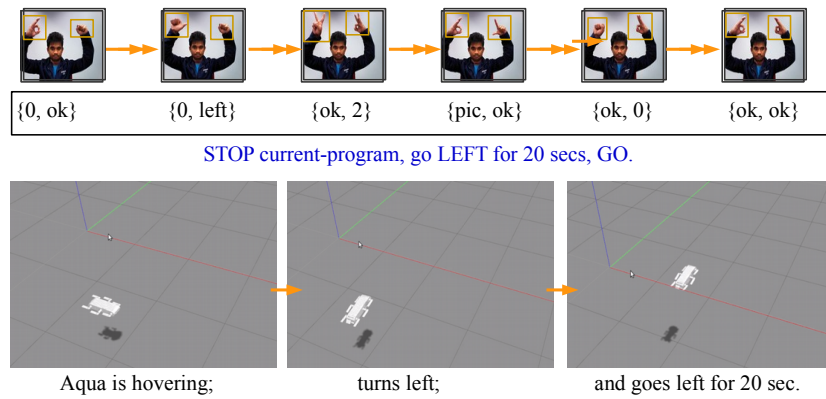 {0, ok} {0, left} {ok, 2} {pic, ok} {ok, 0} {ok, ok}
STOP current-program, go LEFT for 20 secs, GO.
Aqua is hovering; turns left; and goes left for 20 sec.